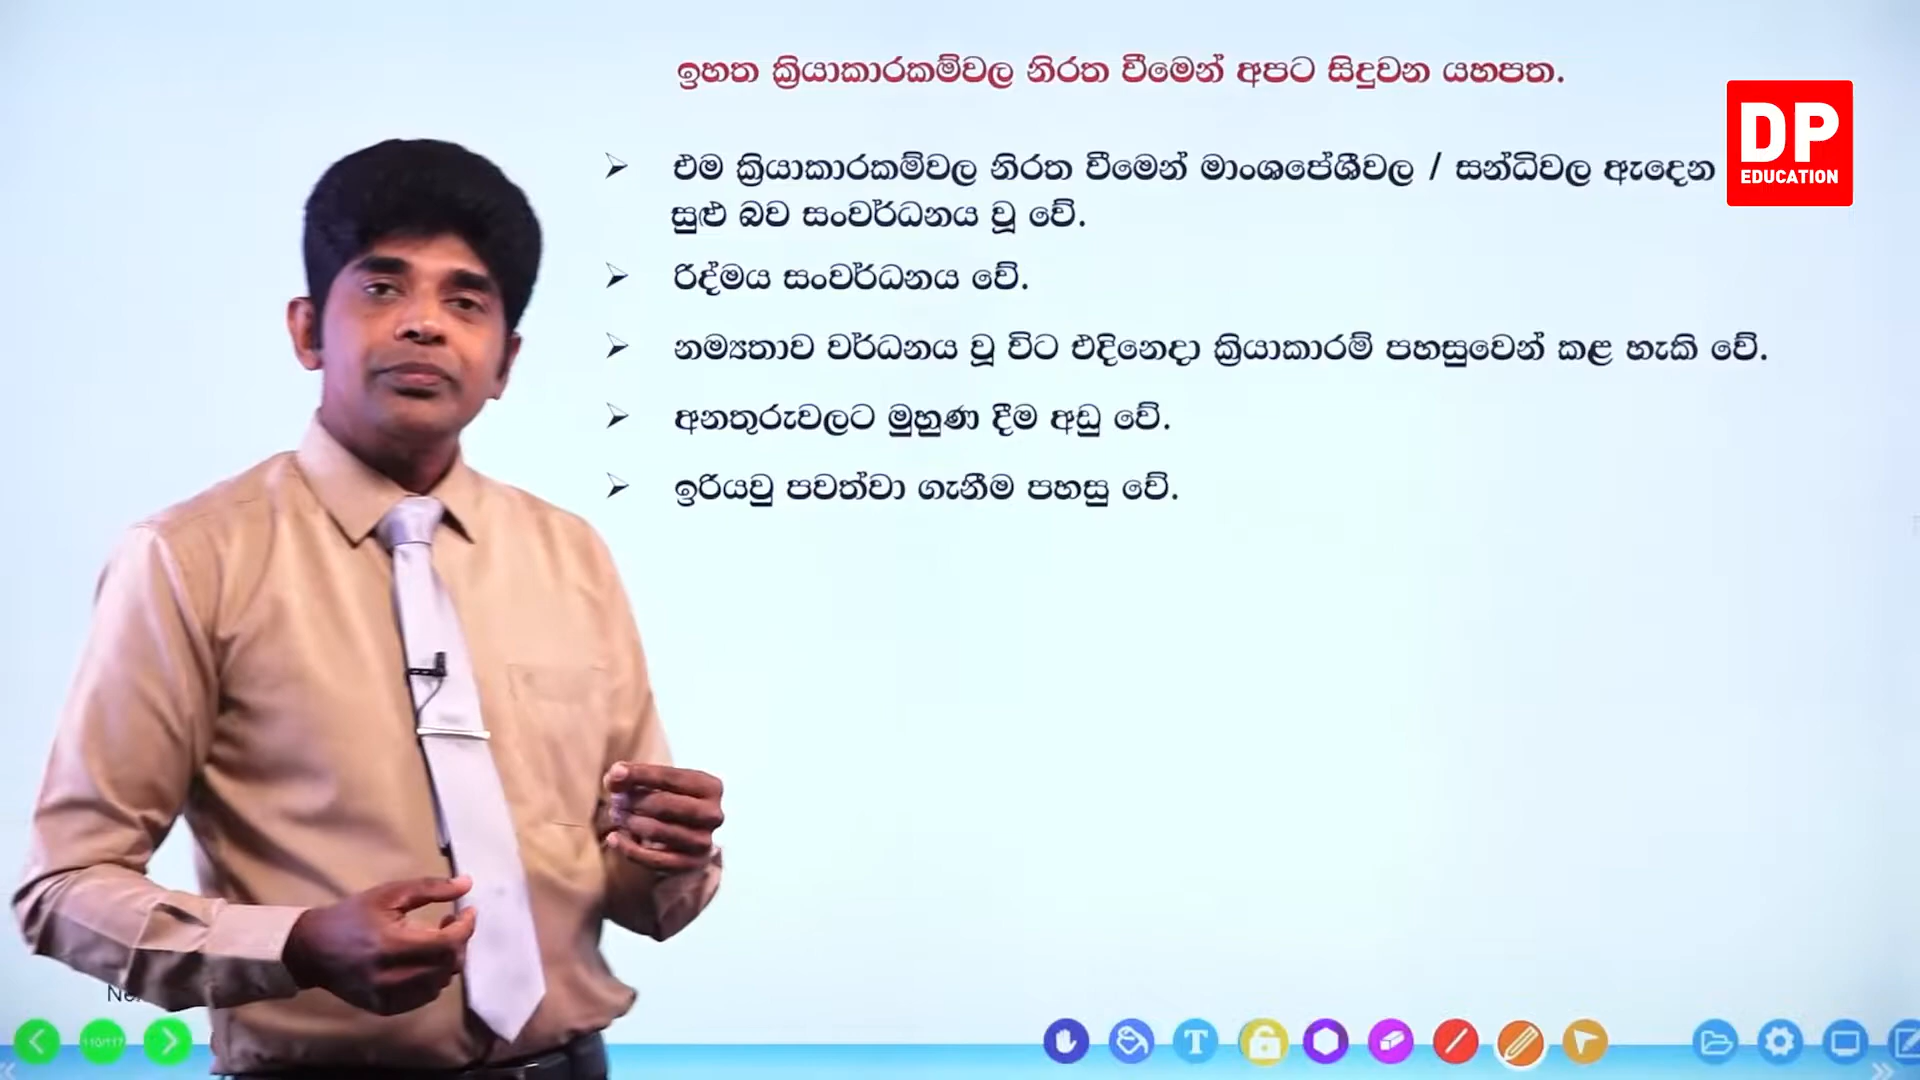 ඉහත ක්‍රියාකාරකම්වල නිරත වීමෙන් අපට සිදුවන යහපත.
DP
EDUCATION
➢ එම ක්‍රියාකාරකම්වල නිරත වීමෙන් මාංශපේශීවල / සන්ධිවල ඇදෙන
සුළු බව සංවර්ධනය වූ වේ.
➢ රිද්මය සංවර්ධනය වේ.
➢ නම්‍යතාව වර්ධනය වූ විට එදිනෙදා ක්‍රියාකාරම් පහසුවෙන් කළ හැකි වේ.
➢ අනතුරුවලට මුහුණ දීම අඩු වේ.
➢ ඉරියවු පවත්වා ගැනීම පහසු වේ.
110/117
T